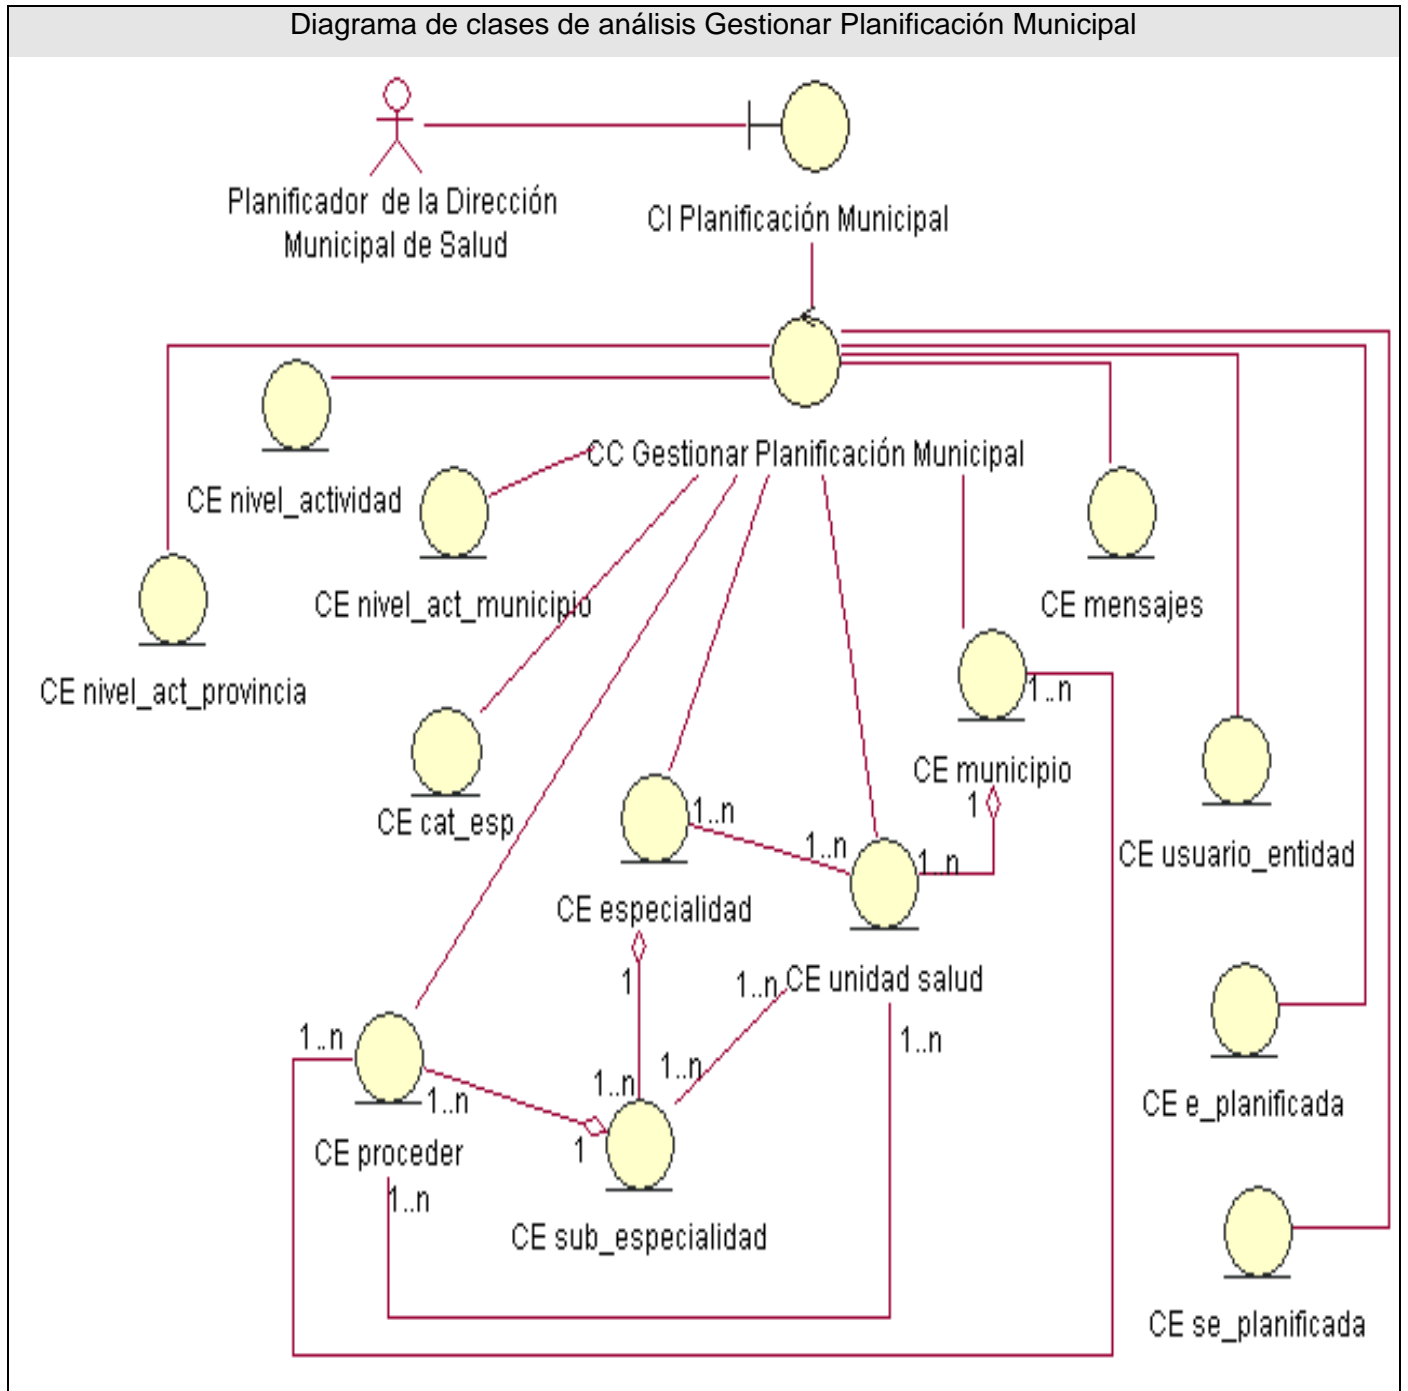 Diagrama de clases de análisis Gestionar Planificación Municipal
Planificador de la Dirección
Municipal de Salud
CI Planificación Municipal
CC Gestionar Planificación Municipal
CE nivel_actividad
CE nivel_act_municipio
CE mensajes
CE nivel_act_provincia
1..n
CE municipio
1
CE cat_esp
1..n
1..n
1..n
CE usuario_entidad
CE especialidad
1
1..n
CE unidad salud
1..n
1..n
1..n
1..n
1..n
1
CE proceder
1..n
CE sub_especialidad
CE e_planificada
CE se_planificada